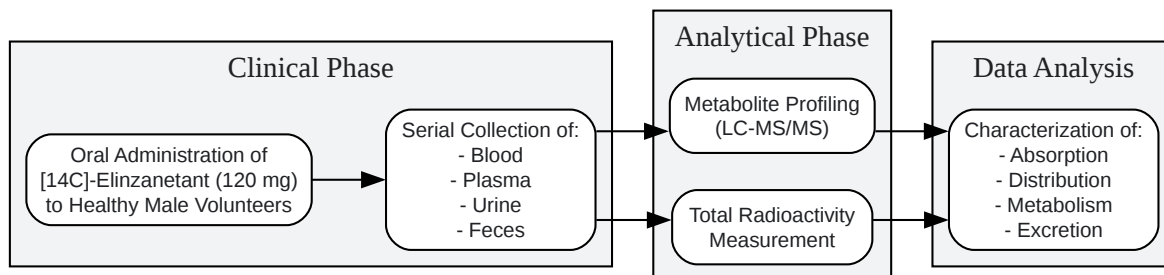 Clinical Phase
Oral Administration of
[14C]-Elinzanetant (120 mg)
to Healthy Male Volunteers
Serial Collection of:
- Blood
- Plasma
- Urine
- Feces
Analytical Phase
Metabolite Profiling
(LC-MS/MS)
Total Radioactivity
Measurement
Data Analysis
Characterization of:
- Absorption
- Distribution
- Metabolism
- Excretion